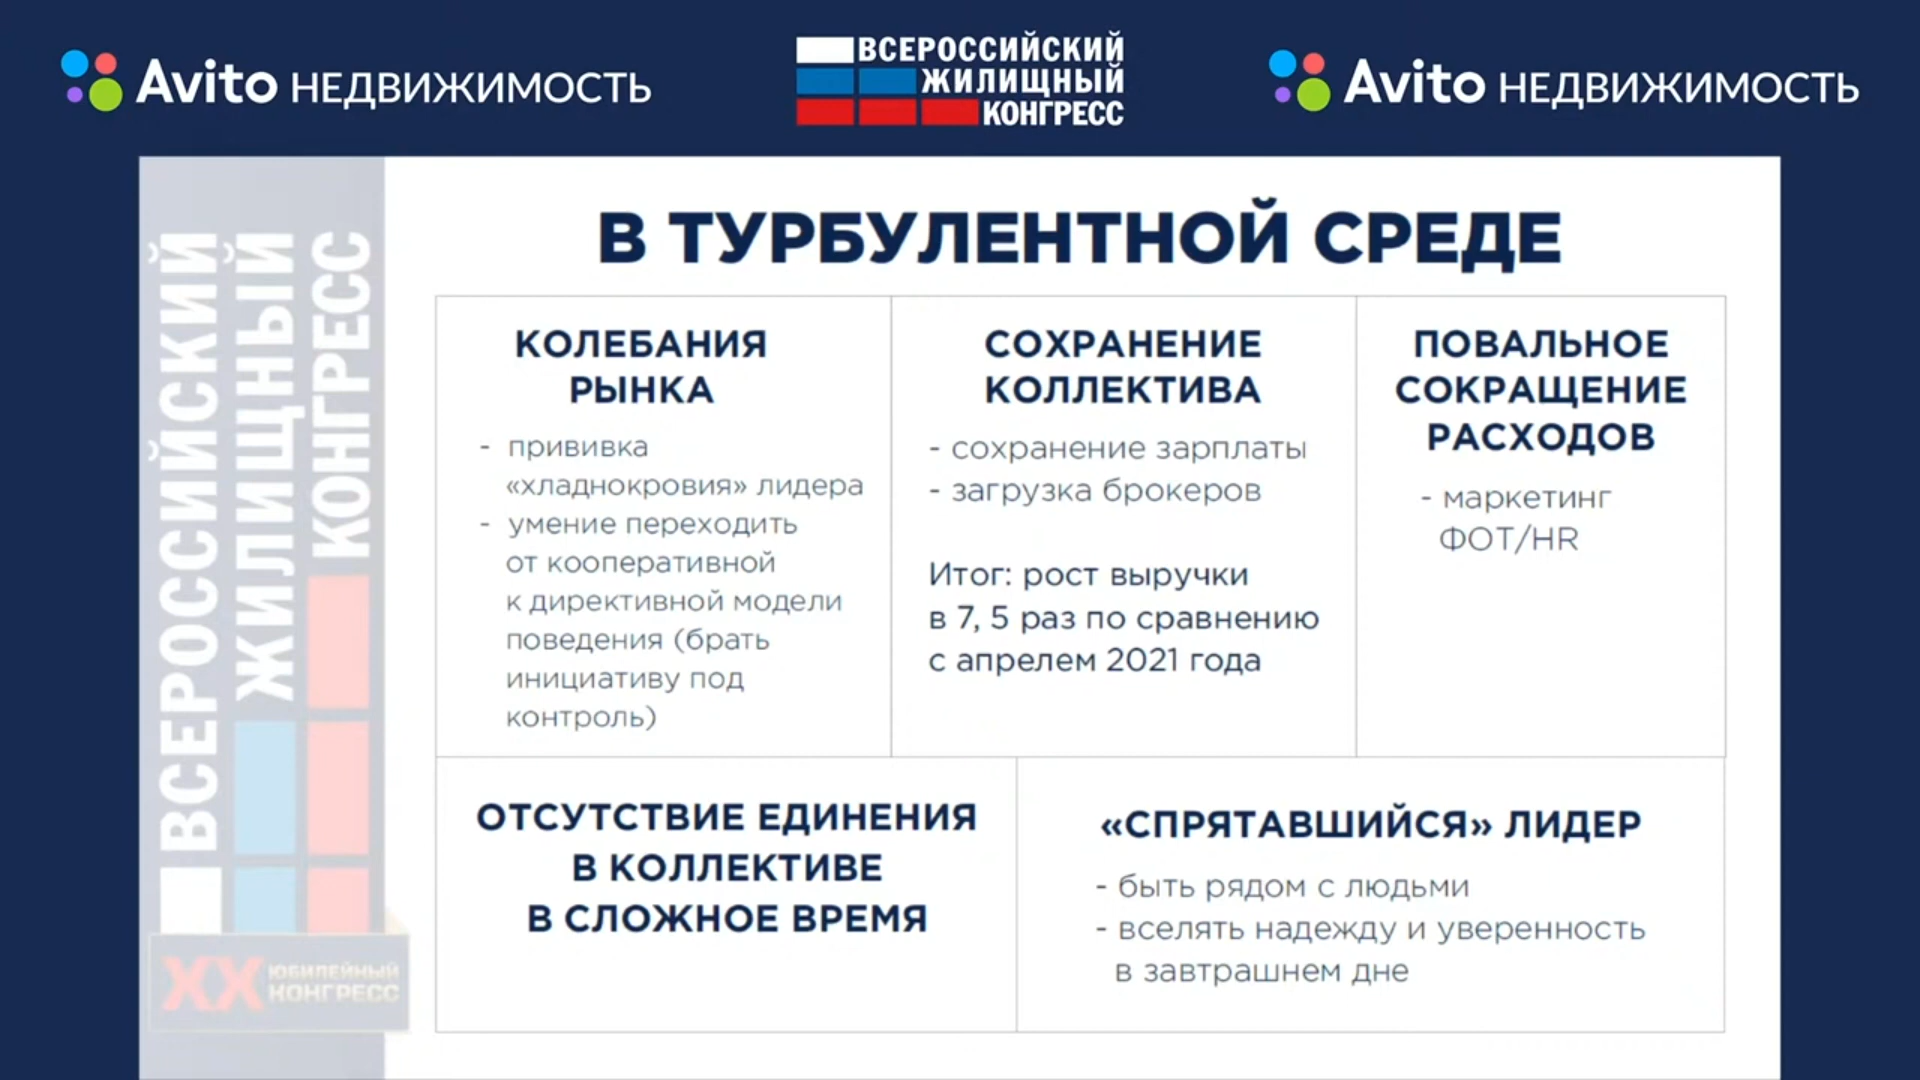 Avito НЕДВИЖИМОСТЬ
ВСЕРОССИЙСКИЙ
ЖИЛИЩНЫЙ
КОНГРЕСС
Avito НЕДВИЖИМОСТЬ
ВСЕРОССИЙСКИЙ
ЖИЛИЩНЫЙ
КОНГРЕСС
XX ЮБИЛЕЙНЫЙ
КОНГРЕСС
В ТУРБУЛЕНТНОЙ СРЕДЕ
КОЛЕБАНИЯ
РЫНКА
- прививка
«хладнокровия» лидера
- умение переходить
от кооперативной
к директивной модели
поведения (брать
инициативу под
контроль)
СОХРАНЕНИЕ
КОЛЛЕКТИВА
- сохранение зарплаты
- загрузка брокеров
Итог: рост выручки
в 7, 5 раз по сравнению
с апрелем 2021 года
ПОВАЛЬНОЕ
СОКРАЩЕНИЕ
РАСХОДОВ
- маркетинг
ФОТ/HR
ОТСУТСТВИЕ ЕДИНЕНИЯ
В КОЛЛЕКТИВЕ
В СЛОЖНОЕ ВРЕМЯ
«СПРЯТАВШИЙСЯ» ЛИДЕР
- быть рядом с людьми
- вселять надежду и уверенность
в завтрашнем дне